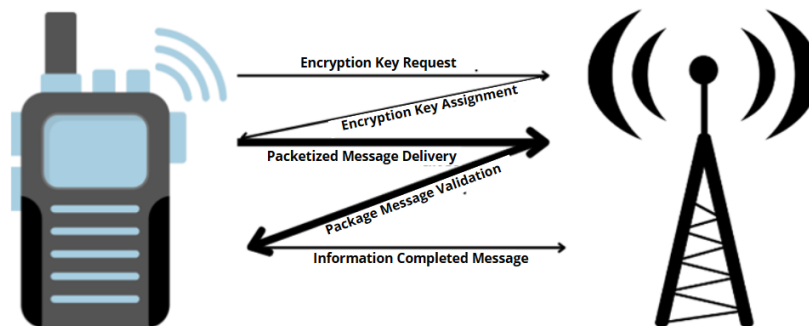 Encryption Key Request
Encryption Key Assignment
Packetized Message Delivery
Package Message Validation
Information Completed Message